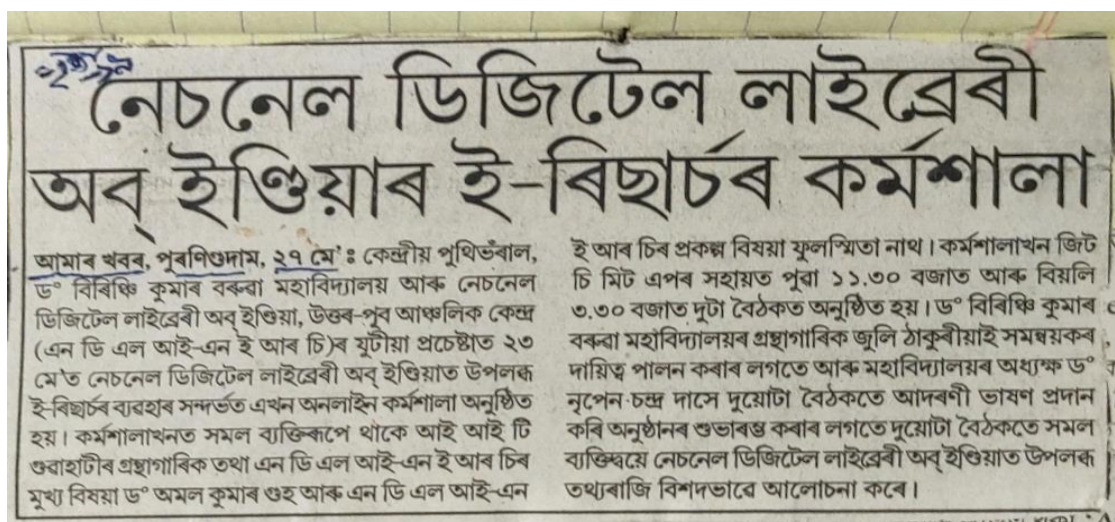 নেচনেল ডিজিটেল লাইব্ৰেৰী
অব্ ইণ্ডিয়াৰ ই-ৰিছাৰ্চৰ কৰ্মশালা
আমাৰ খবৰ, পূৰণিগুদাম, ২৭ মে’ : কেন্দ্ৰীয় পুথিভঁৰাল,
ড° বিৰিঞ্চি কুমাৰ বৰুৱা মহাবিদ্যালয় আৰু নেচনেল
ডিজিটেল লাইব্ৰেৰী অব্ ইণ্ডিয়া, উত্তৰ-পূব আঞ্চলিক কেন্দ্ৰ
(এন ডি এল আই-এন ই আৰ চি)ৰ যুটীয়া প্ৰচেষ্টাত ২৩
মে’ত নেচনেল ডিজিটেল লাইব্ৰেৰী অব্ ইণ্ডিয়াত উপলব্ধ
ই-ৰিছাৰ্চৰ ব্যৱহাৰ সন্দৰ্ভত এখন অনলাইন কৰ্মশালা অনুষ্ঠিত
হয়। কৰ্মশালাখনত সমল ব্যক্তিৰূপে থাকে আই আই টি
গুৱাহাটীৰ গ্ৰন্থাগাৰিক তথা এন ডি এল আই-এন ই আৰ চিৰ
মুখ্য বিষয়া ড° অমল কুমাৰ গুহ আৰু এন ডি এল আই-এন
ই আৰ চিৰ প্ৰকল্প বিষয়া ফুলস্মিতা নাথ। কৰ্মশালাখন জিট
চি মিট এপৰ সহায়ত পুৱা ১১.৩০ বজাত আৰু বিয়লি
৩.৩০ বজাত দুটা বৈঠকত অনুষ্ঠিত হয়। ড° বিৰিঞ্চি কুমাৰ
বৰুৱা মহাবিদ্যালয়ৰ গ্ৰন্থাগাৰিক জুলি ঠাকুৰীয়াই সমন্বয়কৰ
দায়িত্ব পালন কৰাৰ লগতে আৰু মহাবিদ্যালয়ৰ অধ্যক্ষ ড°
নৃপেন চন্দ্ৰ দাসে দুয়োটা বৈঠকতে আদৰণী ভাষণ প্ৰদান
কৰি অনুষ্ঠানৰ শুভাৰম্ভ কৰাৰ লগতে দুয়োটা বৈঠকতে সমল
ব্যক্তিদ্বয়ে নেচনেল ডিজিটেল লাইব্ৰেৰী অব্ ইণ্ডিয়াত উপলব্ধ
তথ্যৰাজি বিশদভাৱে আলোচনা কৰে।